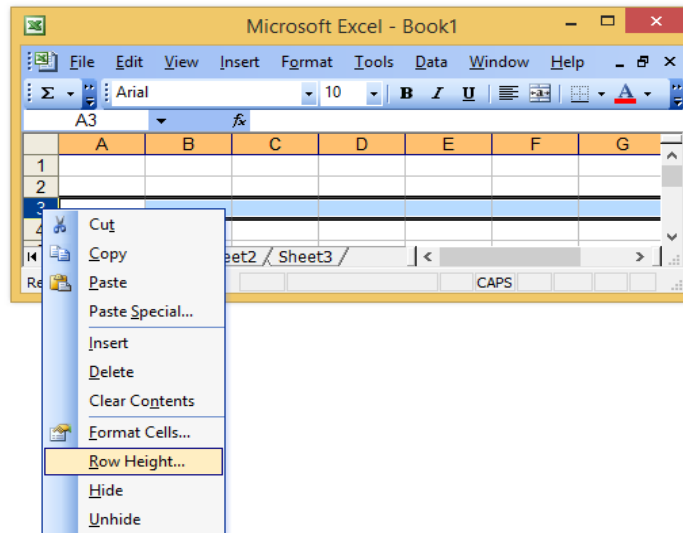 Microsoft Excel - Book1
File Edit View Insert Format Tools Data Window Help
Σ Arial 10 B I U A
A3 fx
A B C D E F G
1
2
3
4
eet2 / Sheet3 /
Re CAPS
Cut
Copy
Paste
Paste Special...
Insert
Delete
Clear Contents
Format Cells...
Row Height...
Hide
Unhide